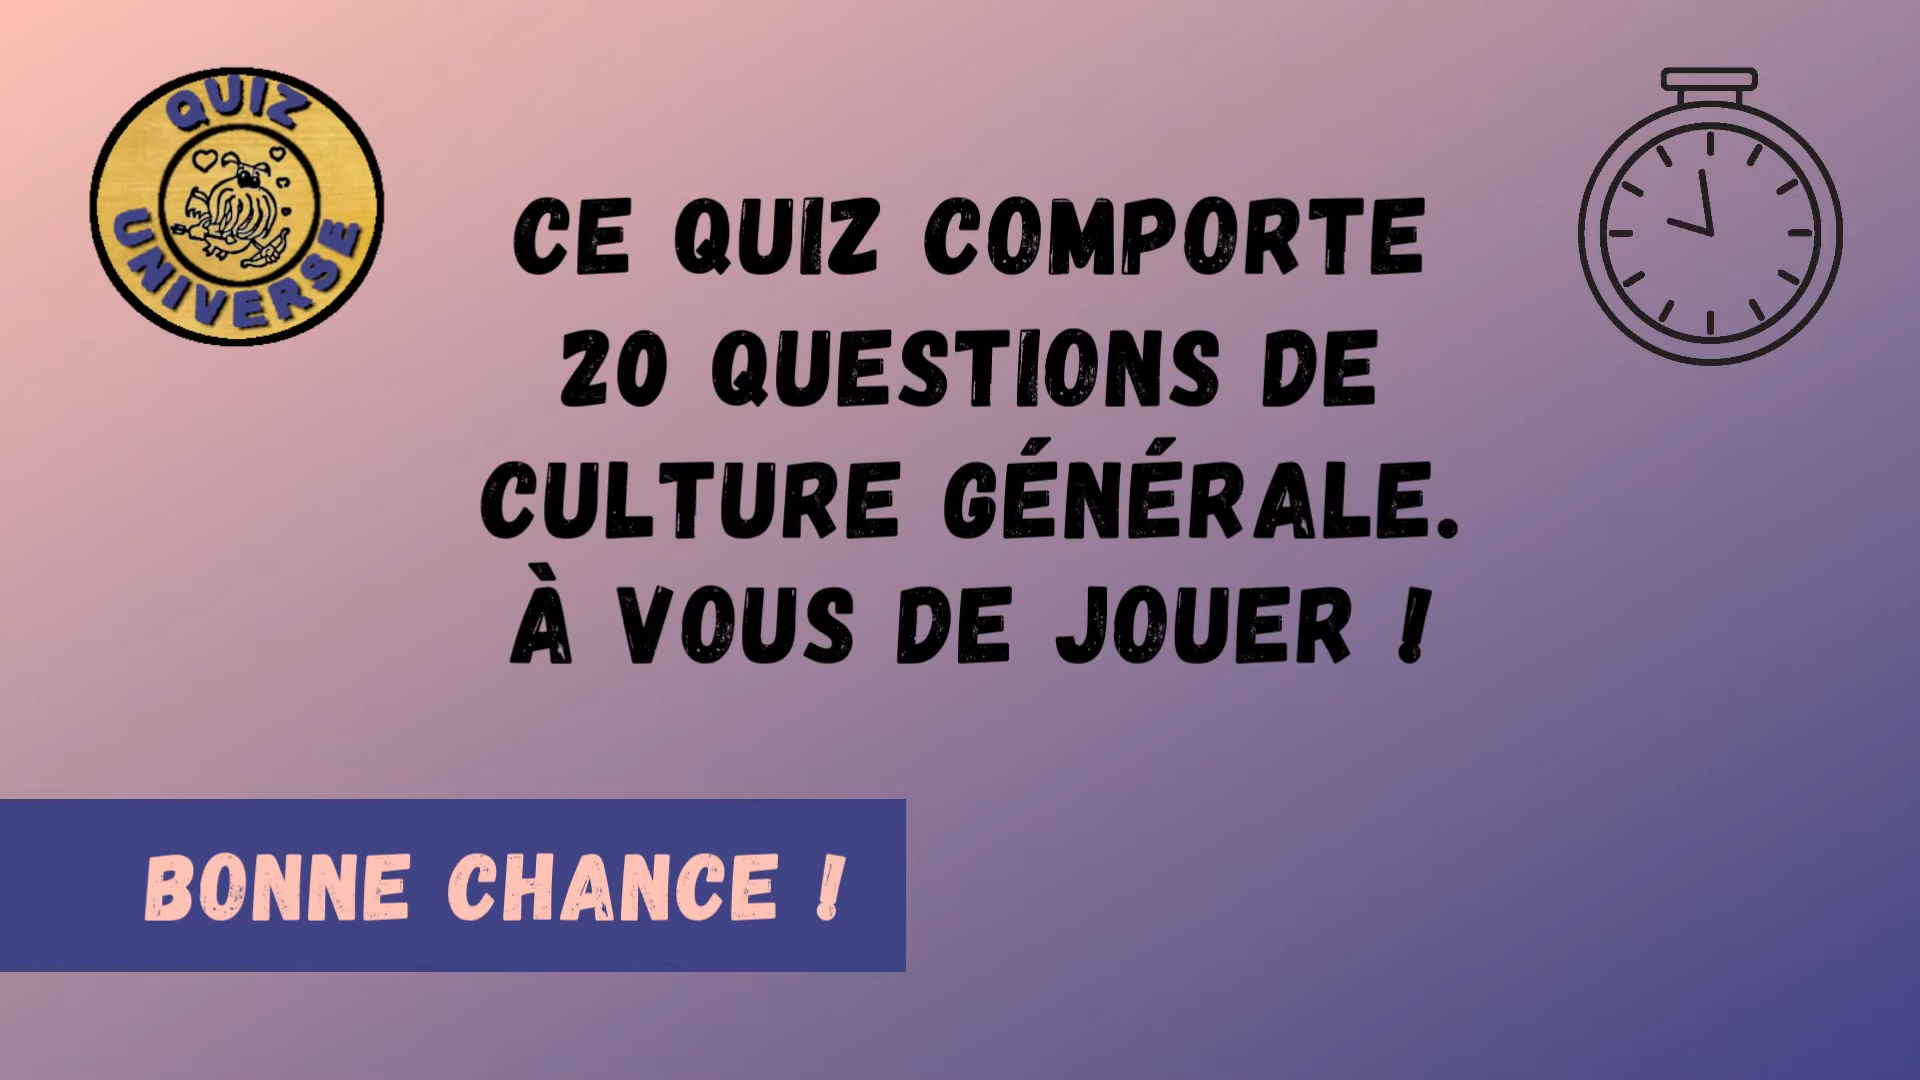 QUIZ
UNIVERSE
CE QUIZ COMPORTE
20 QUESTIONS DE
CULTURE GÉNÉRALE.
À VOUS DE JOUER !
BONNE CHANCE !